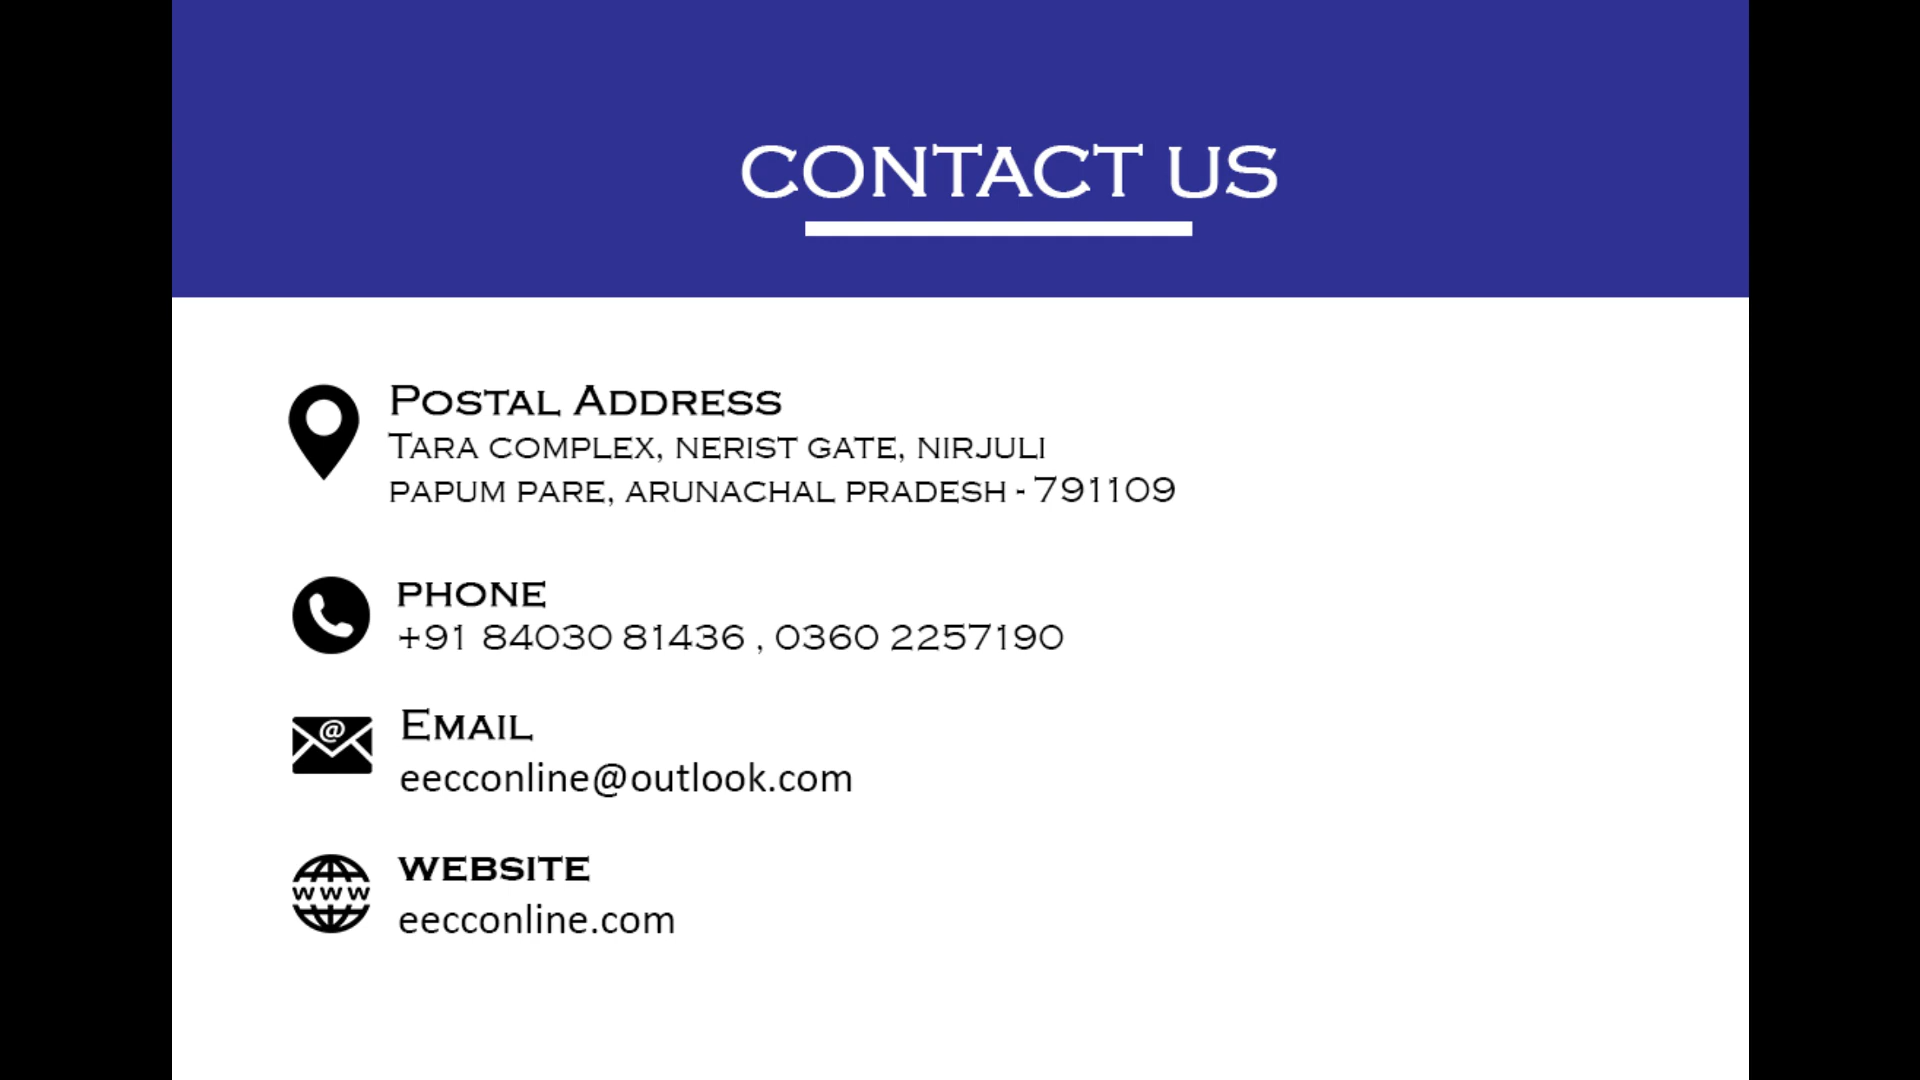 CONTACT US
POSTAL ADDRESS
TARA COMPLEX, NERIST GATE, NIRJULI
PAPUM PARE, ARUNACHAL PRADESH - 791109
PHONE
+91 84030 81436 , 0360 2257190
@
EMAIL
eecconline@outlook.com
WEBSITE
WWW
eecconline.com